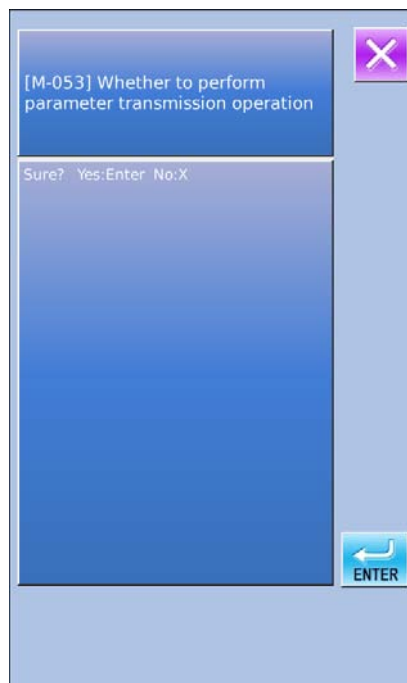 [M-053] Whether to perform
parameter transmission operation
Sure? Yes:Enter No:X
ENTER